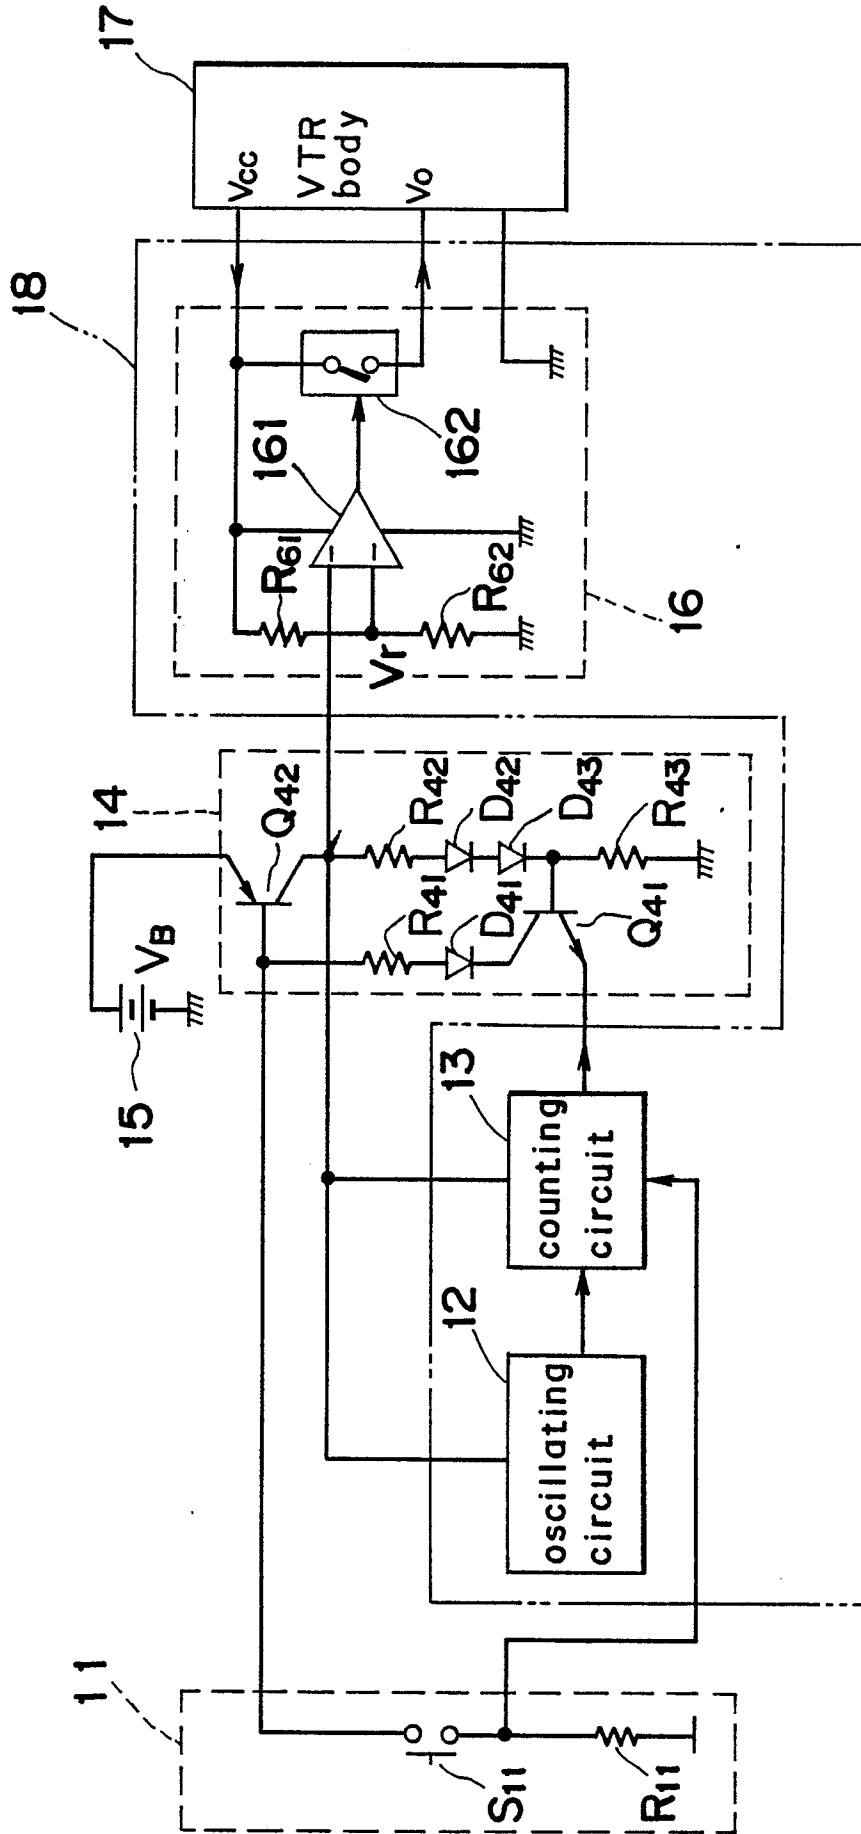 11
S11
R11
12
oscillating
circuit
13
counting
circuit
15
VB
14
Q42
R41
D41
R42
D42
D43
R43
Q41
18
16
Vr
R61
R62
161
162
17
Vcc
VTR
body
Vo